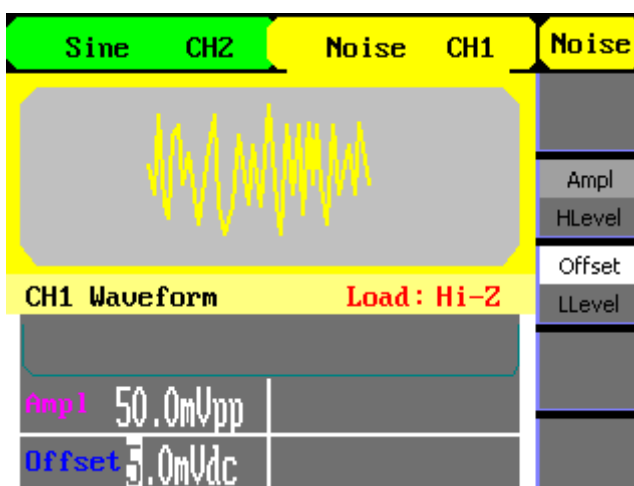 Sine CH2 Noise CH1 Noise
Ampl
HLevel
Offset
LLevel
CH1 Waveform Load: Hi-Z
Ampl 50.0mVpp
Offset 5.0mVdc